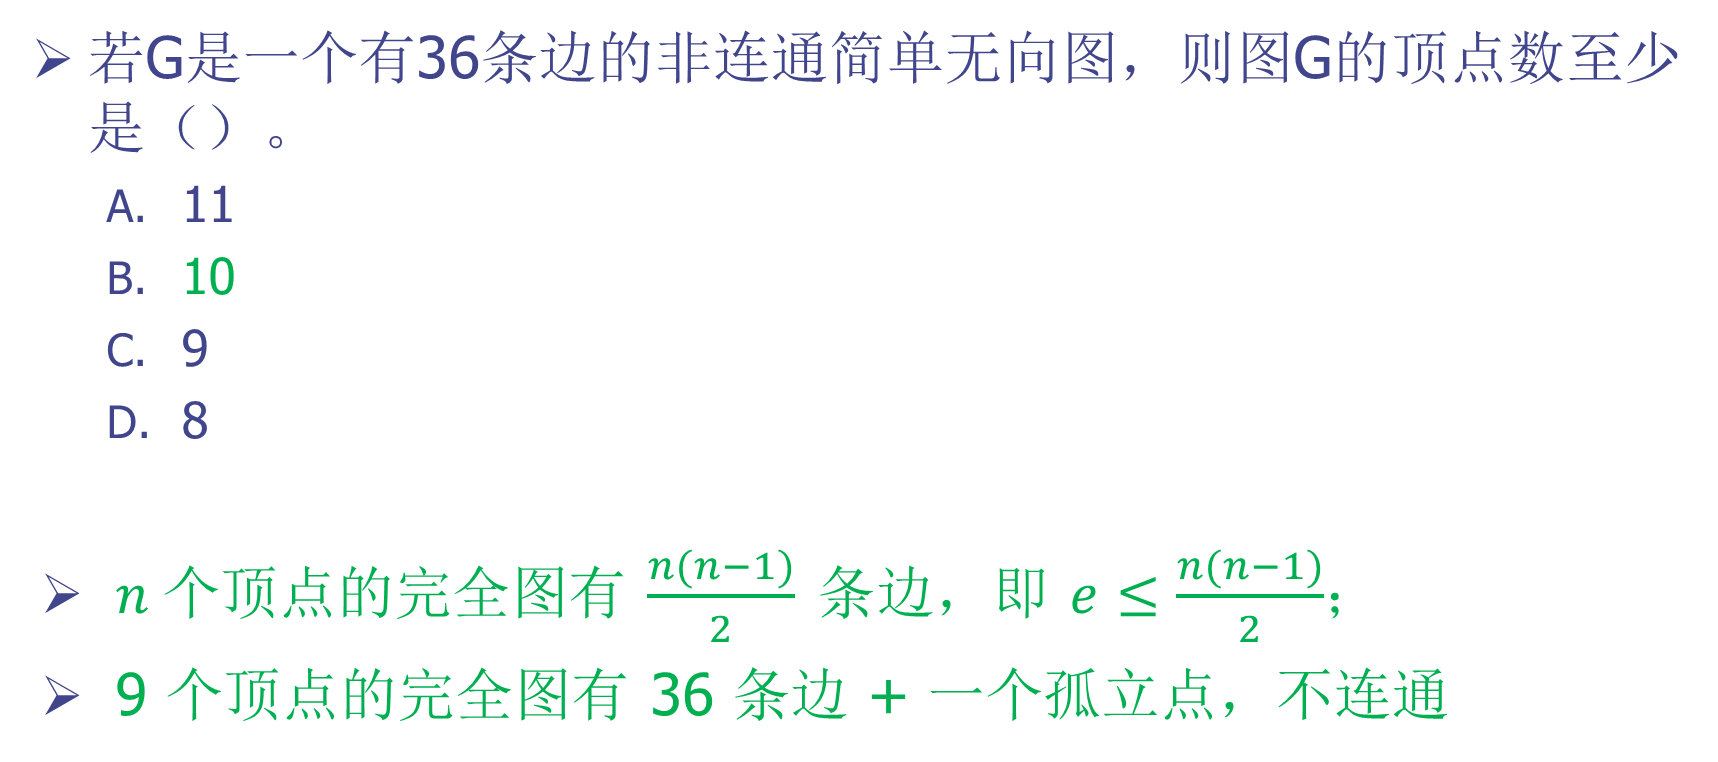 ➢ 若G是一个有36条边的非连通简单无向图，则图G的顶点数至少
是（）。
A. 11
B. 10
C. 9
D. 8
➢ n 个顶点的完全图有 n(n−1)/2 条边，即 e ≤ n(n−1)/2;
➢ 9 个顶点的完全图有 36 条边 + 一个孤立点，不连通